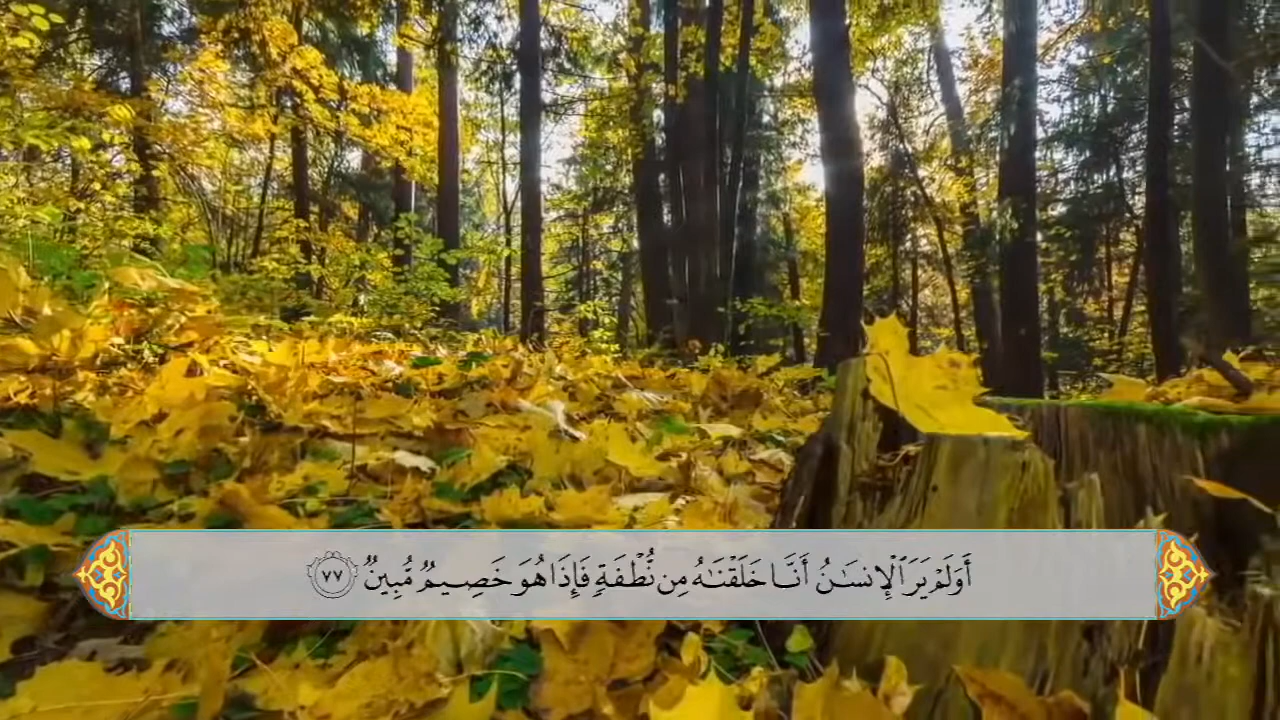 أَوَلَمْ يَرَ ٱلْإِنسَٰنُ أَنَّا خَلَقْنَٰهُ مِن نُّطْفَةٍ فَإِذَا هُوَ خَصِيمٌ مُّبِينٌ ٧٧